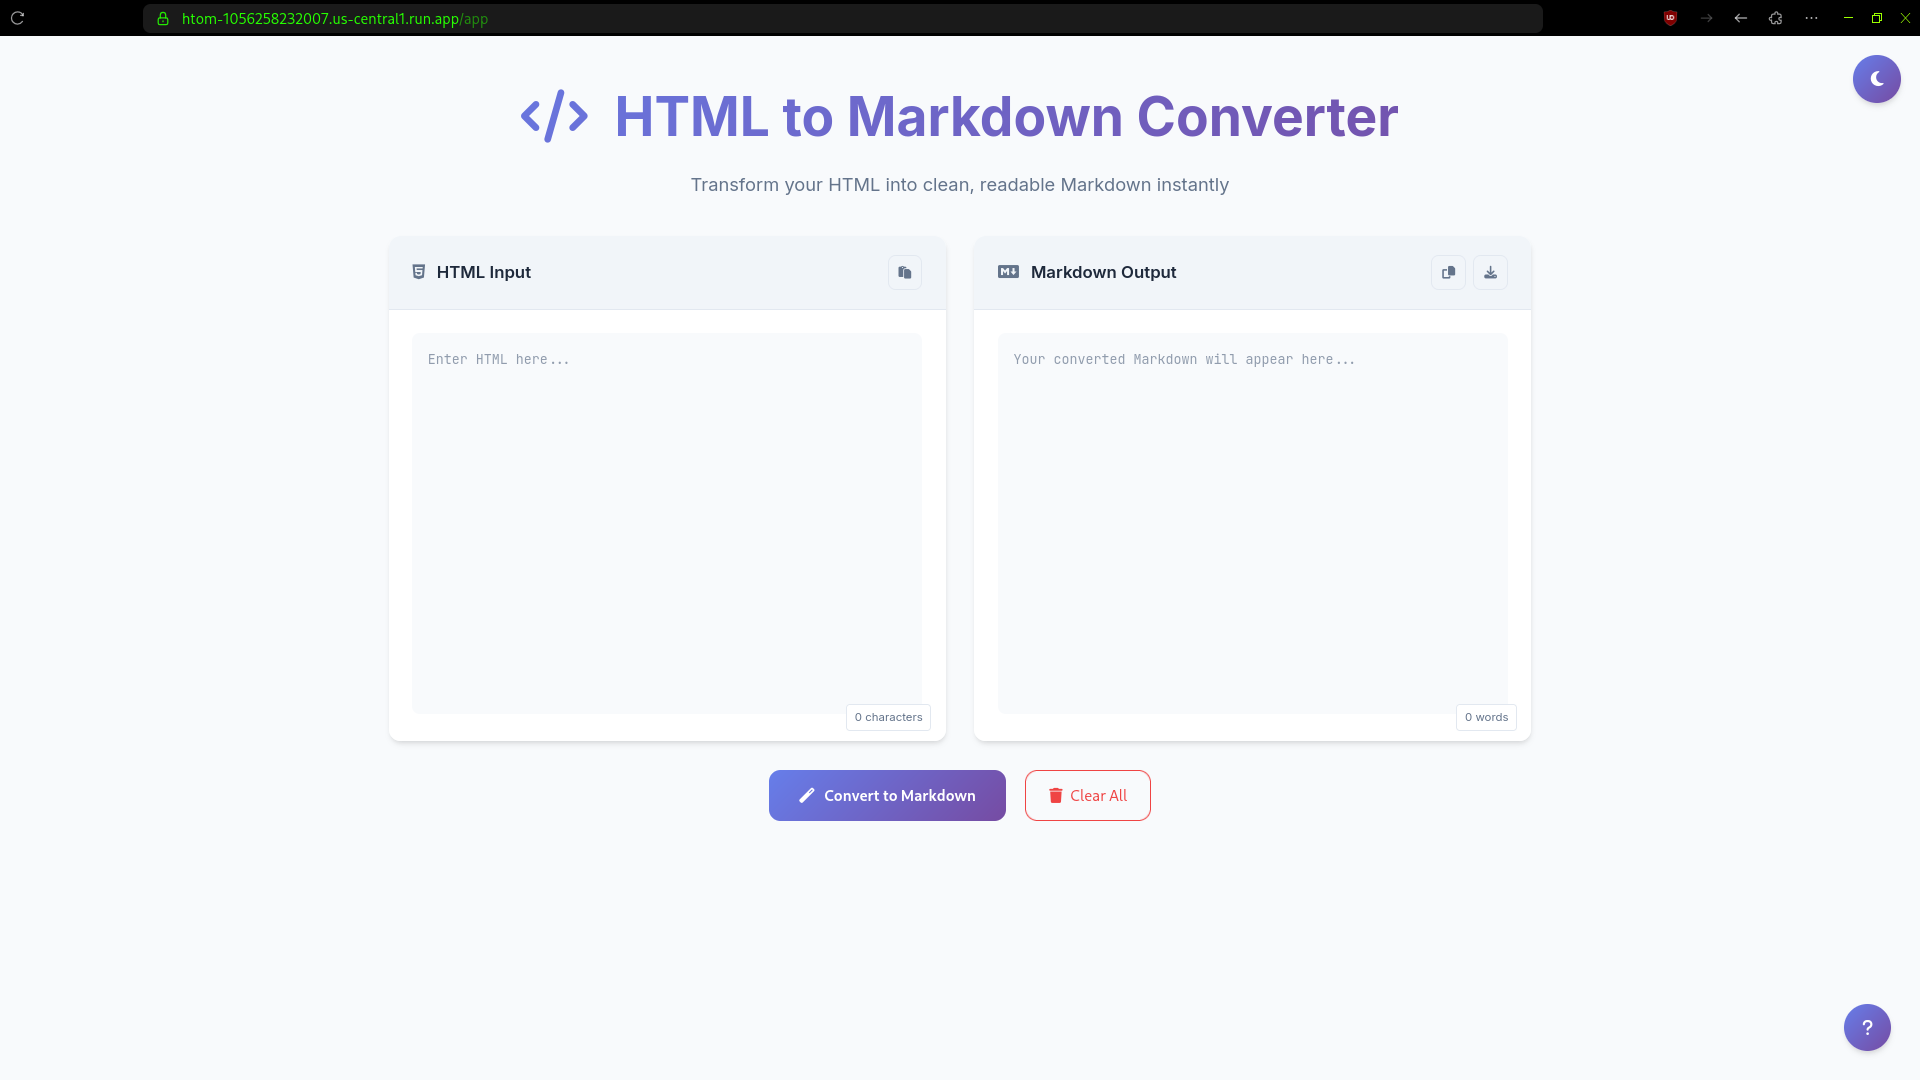 htom-1056258232007.us-central1.run.app/app
HTML to Markdown Converter
Transform your HTML into clean, readable Markdown instantly
HTML Input
Enter HTML here...
0 characters
Markdown Output
Your converted Markdown will appear here...
0 words
Convert to Markdown
Clear All
?